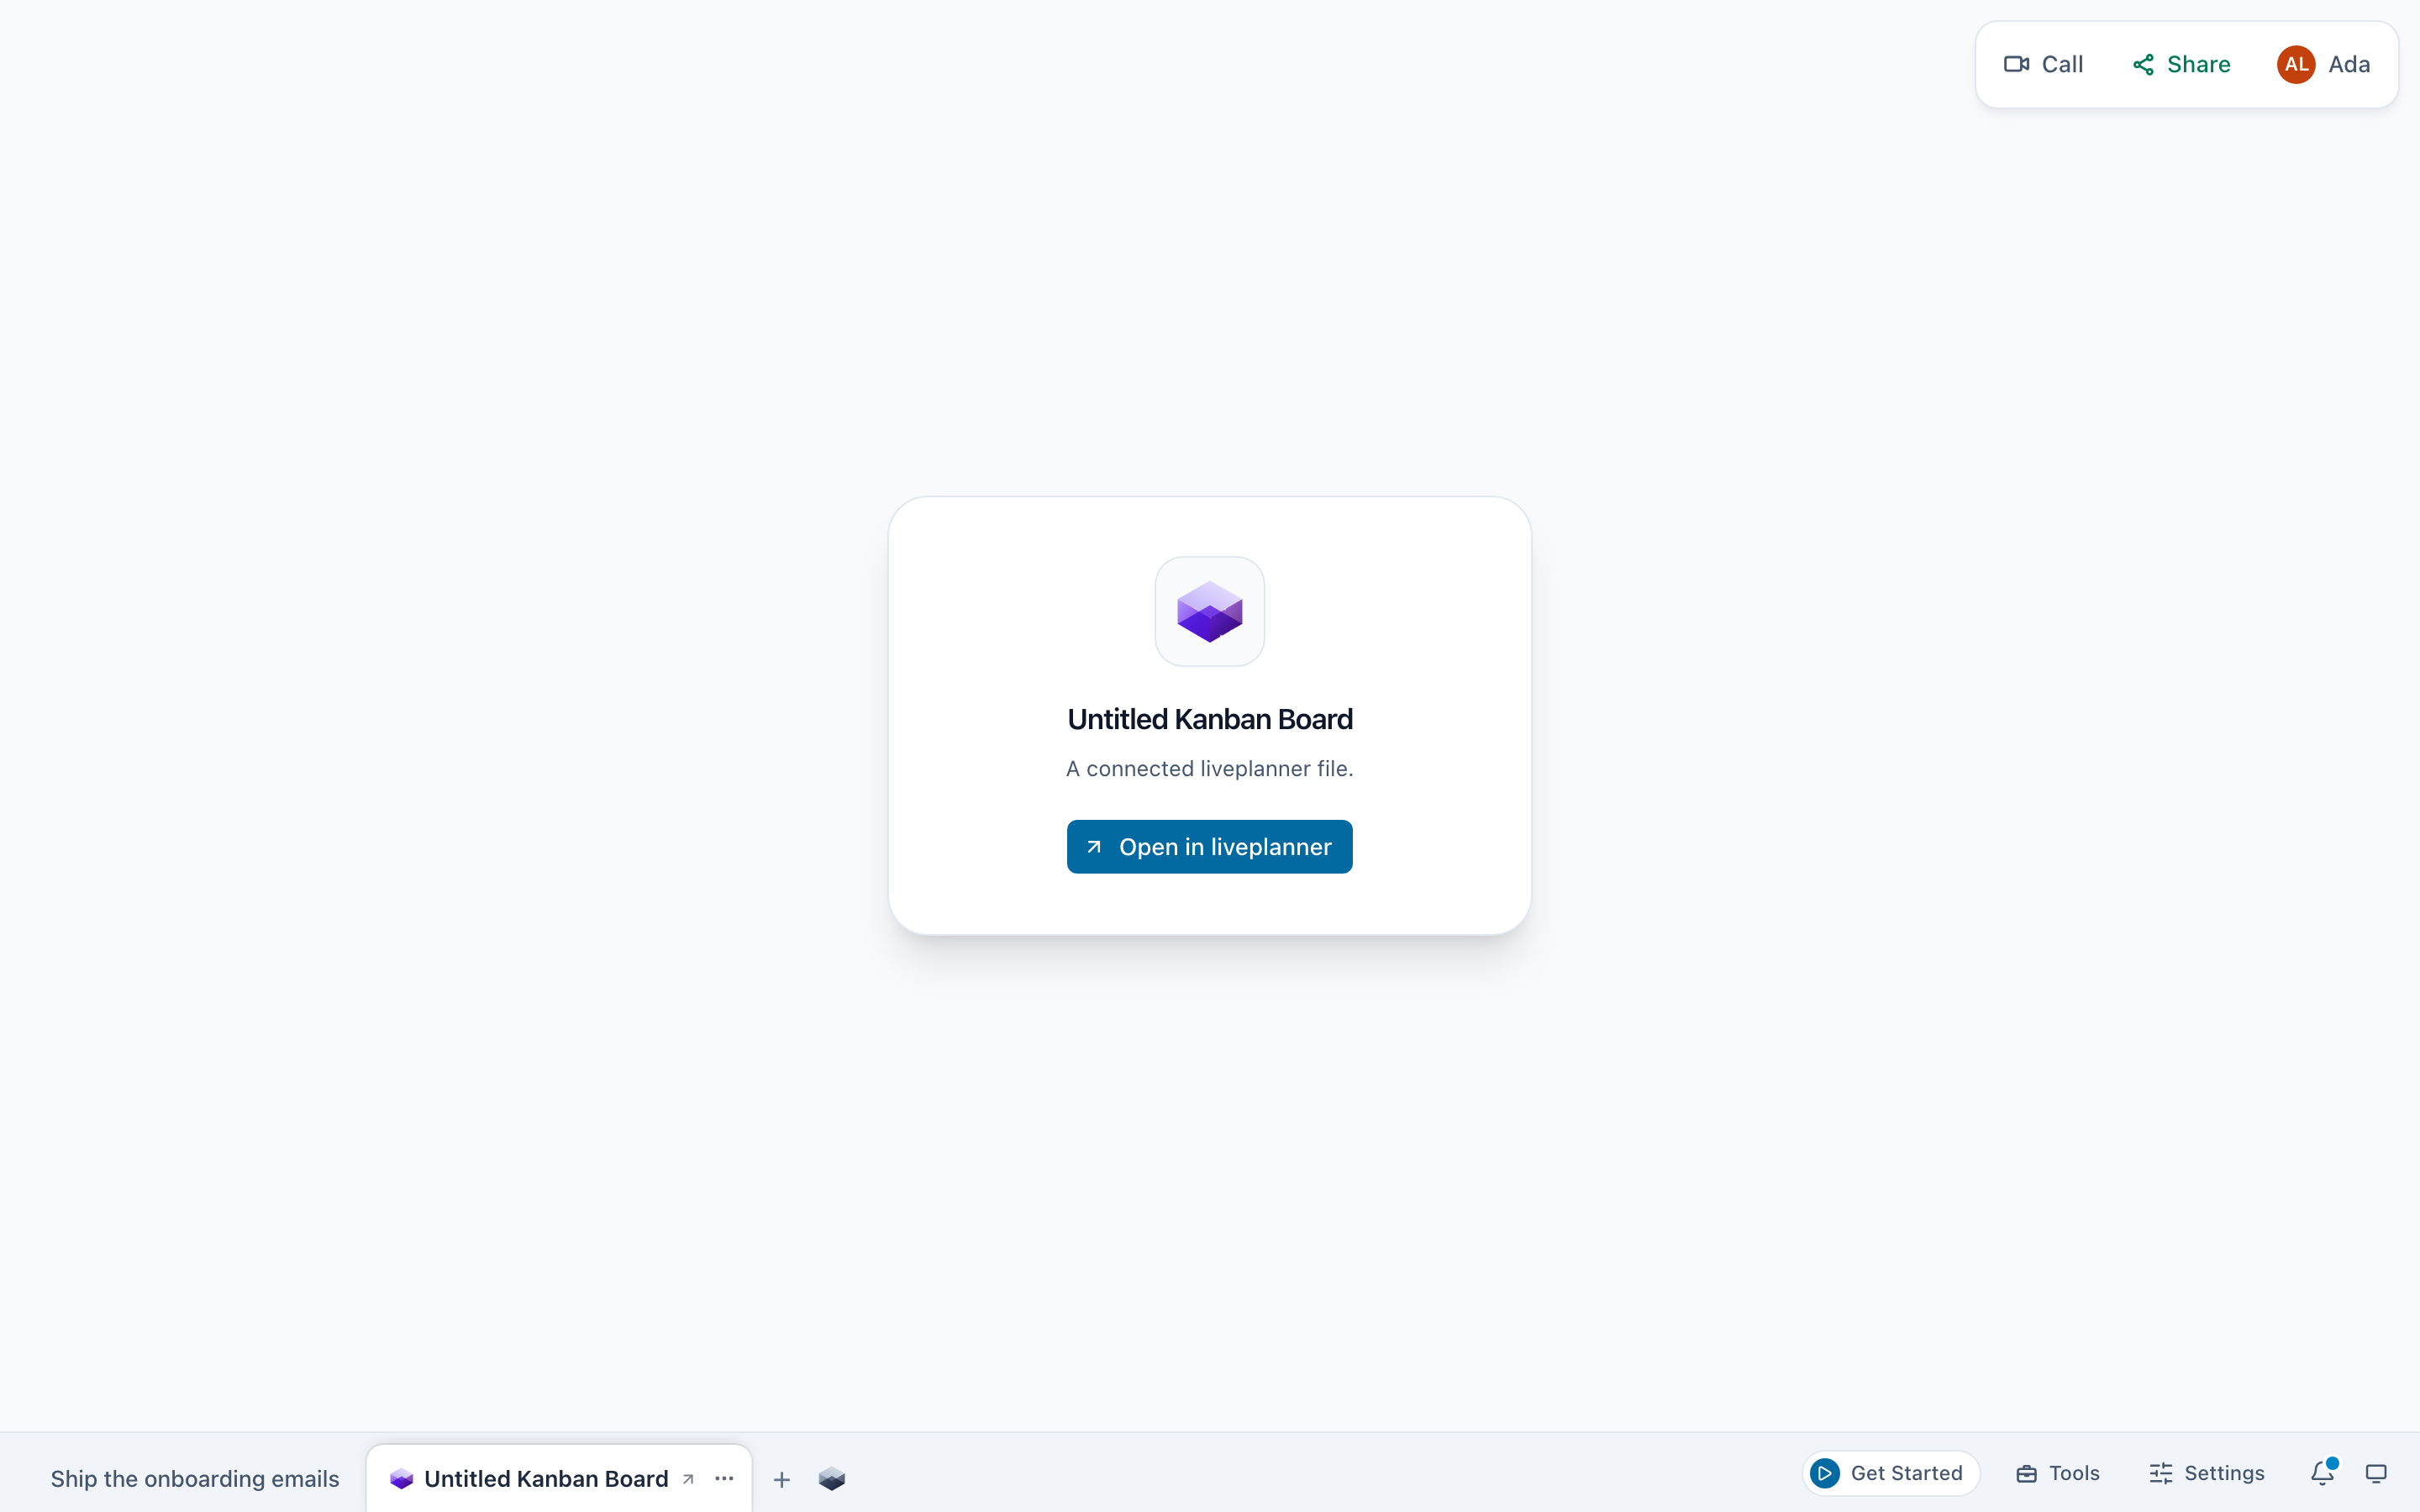 Call
Share
AL
Ada
Untitled Kanban Board
A connected liveplanner file.
Open in liveplanner
Ship the onboarding emails
Untitled Kanban Board
Get Started
Tools
Settings